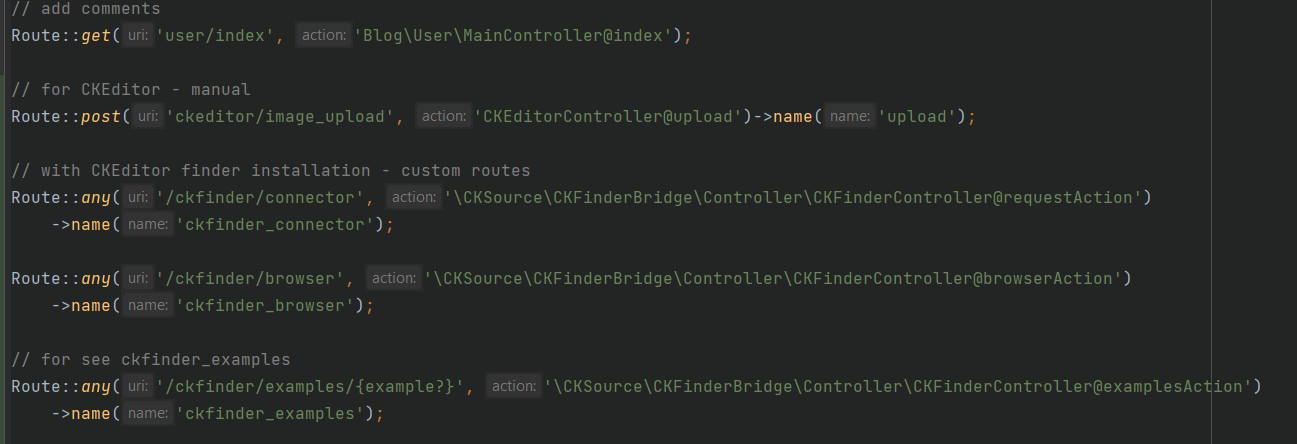 // add comments
Route::get( uri: 'user/index', action: 'Blog\User\MainController@index');
// for CKEditor - manual
Route::post( uri: 'ckeditor/image_upload', action: 'CKEditorController@upload')->name( name: 'upload');
// with CKEditor finder installation - custom routes
Route::any( uri: '/ckfinder/connector', action: '\CKSource\CKFinderBridge\Controller\CKFinderController@requestAction')
->name( name: 'ckfinder_connector');
Route::any( uri: '/ckfinder/browser', action: '\CKSource\CKFinderBridge\Controller\CKFinderController@browserAction')
->name( name: 'ckfinder_browser');
// for see ckfinder_examples
Route::any( uri: '/ckfinder/examples/{example?}', action: '\CKSource\CKFinderBridge\Controller\CKFinderController@examplesAction')
->name( name: 'ckfinder_examples');